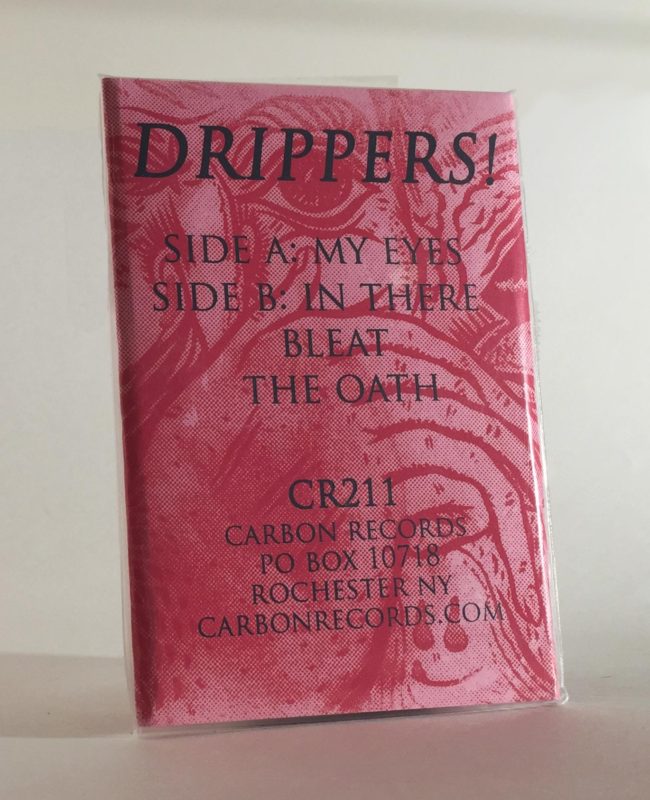 DRIPPERS!
SIDE A: MY EYES
SIDE B: IN THERE
BLEAT
THE OATH
CR211
CARBON RECORDS
PO BOX 10718
ROCHESTER NY
CARBONRECORDS.COM